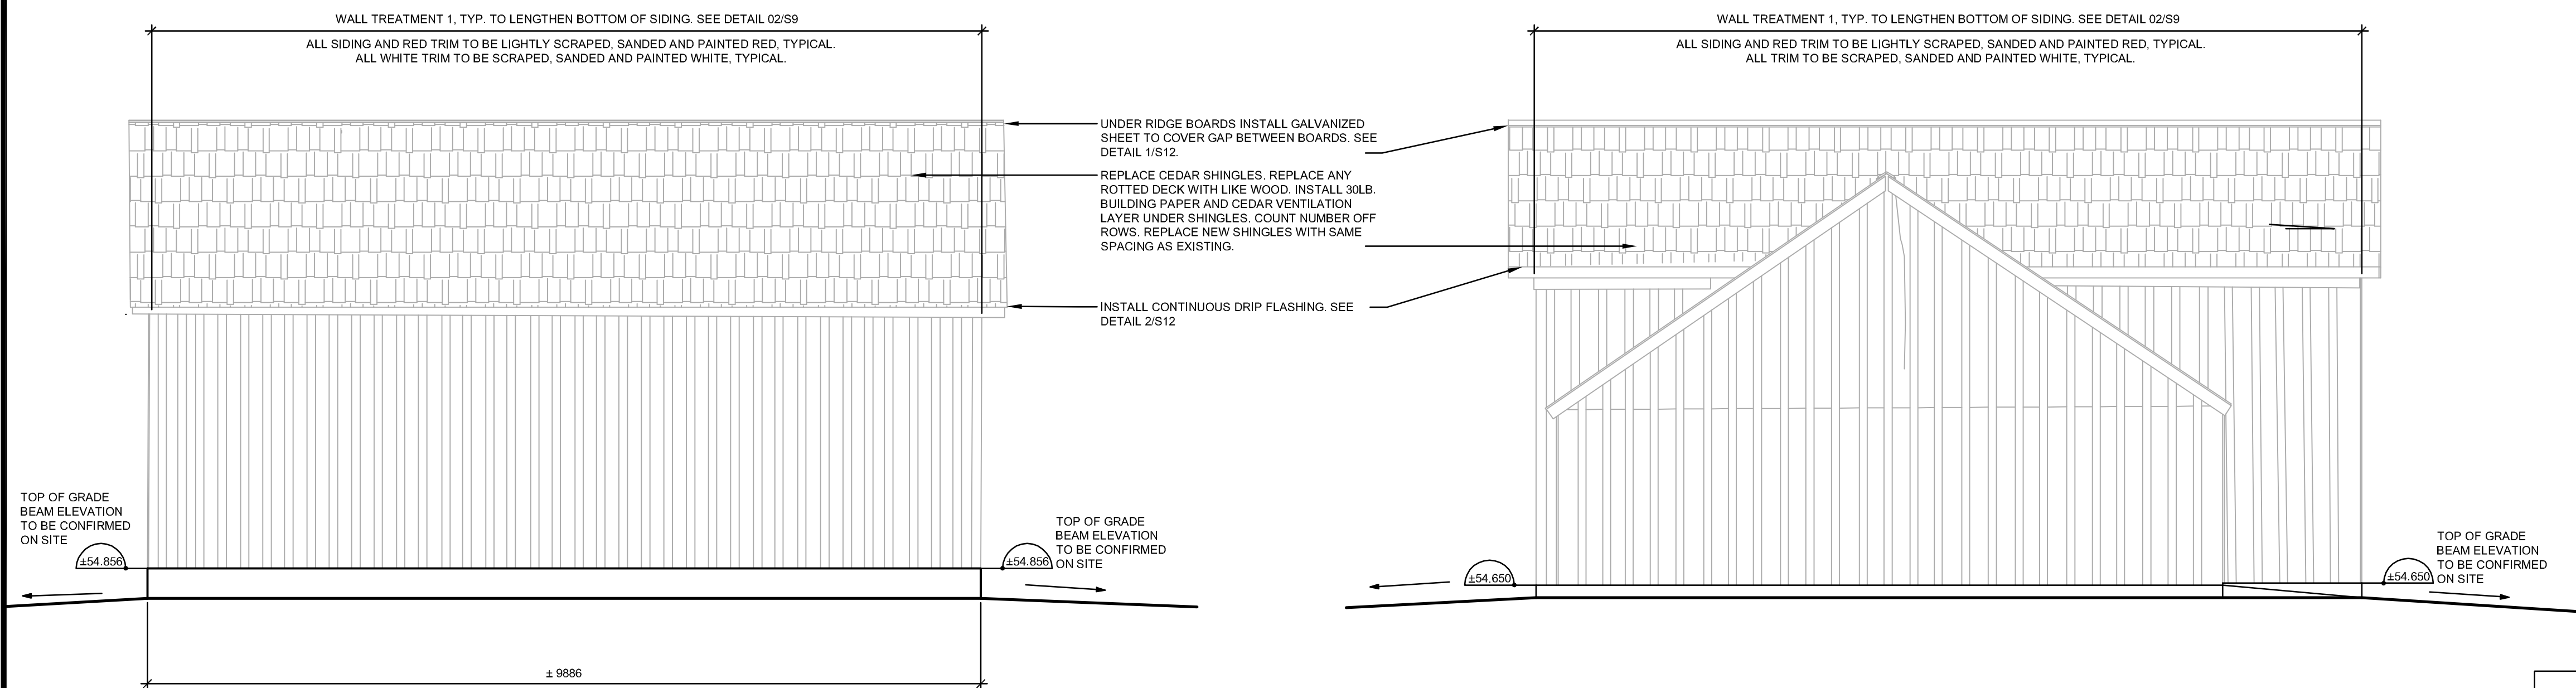 WALL TREATMENT 1, TYP. TO LENGTHEN BOTTOM OF SIDING. SEE DETAIL 02/S9
ALL SIDING AND RED TRIM TO BE LIGHTLY SCRAPED, SANDED AND PAINTED RED, TYPICAL.
ALL WHITE TRIM TO BE SCRAPED, SANDED AND PAINTED WHITE, TYPICAL.
WALL TREATMENT 1, TYP. TO LENGTHEN BOTTOM OF SIDING. SEE DETAIL 02/S9
ALL SIDING AND RED TRIM TO BE LIGHTLY SCRAPED, SANDED AND PAINTED RED, TYPICAL.
ALL TRIM TO BE SCRAPED, SANDED AND PAINTED WHITE, TYPICAL.
UNDER RIDGE BOARDS INSTALL GALVANIZED
SHEET TO COVER GAP BETWEEN BOARDS. SEE
DETAIL 1/S12.
REPLACE CEDAR SHINGLES. REPLACE ANY
ROTTED DECK WITH LIKE WOOD. INSTALL 30LB.
BUILDING PAPER AND CEDAR VENTILATION
LAYER UNDER SHINGLES. COUNT NUMBER OFF
ROWS. REPLACE NEW SHINGLES WITH SAME
SPACING AS EXISTING.
INSTALL CONTINUOUS DRIP FLASHING. SEE
DETAIL 2/S12
TOP OF GRADE
BEAM ELEVATION
TO BE CONFIRMED
ON SITE
±54.856
TOP OF GRADE
BEAM ELEVATION
TO BE CONFIRMED
ON SITE
±54.856
±54.650
TOP OF GRADE
BEAM ELEVATION
TO BE CONFIRMED
ON SITE
±54.650
± 9886